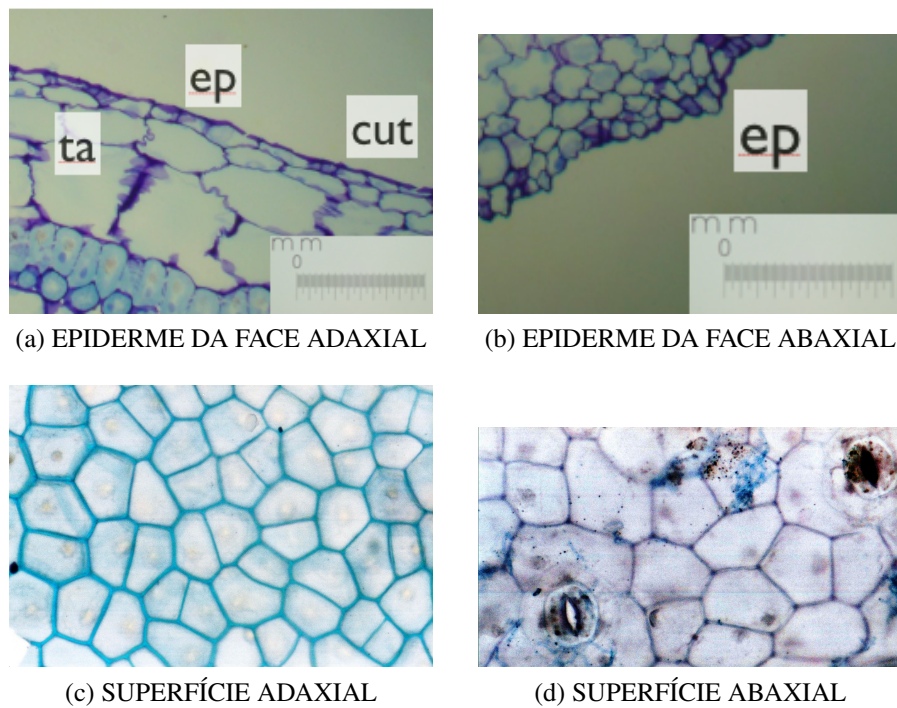 ep
cut
ta
mm
0
ep
mm
0
(a) EPIDERME DA FACE ADAXIAL
(b) EPIDERME DA FACE ABAXIAL
(c) SUPERFÍCIE ADAXIAL
(d) SUPERFÍCIE ABAXIAL